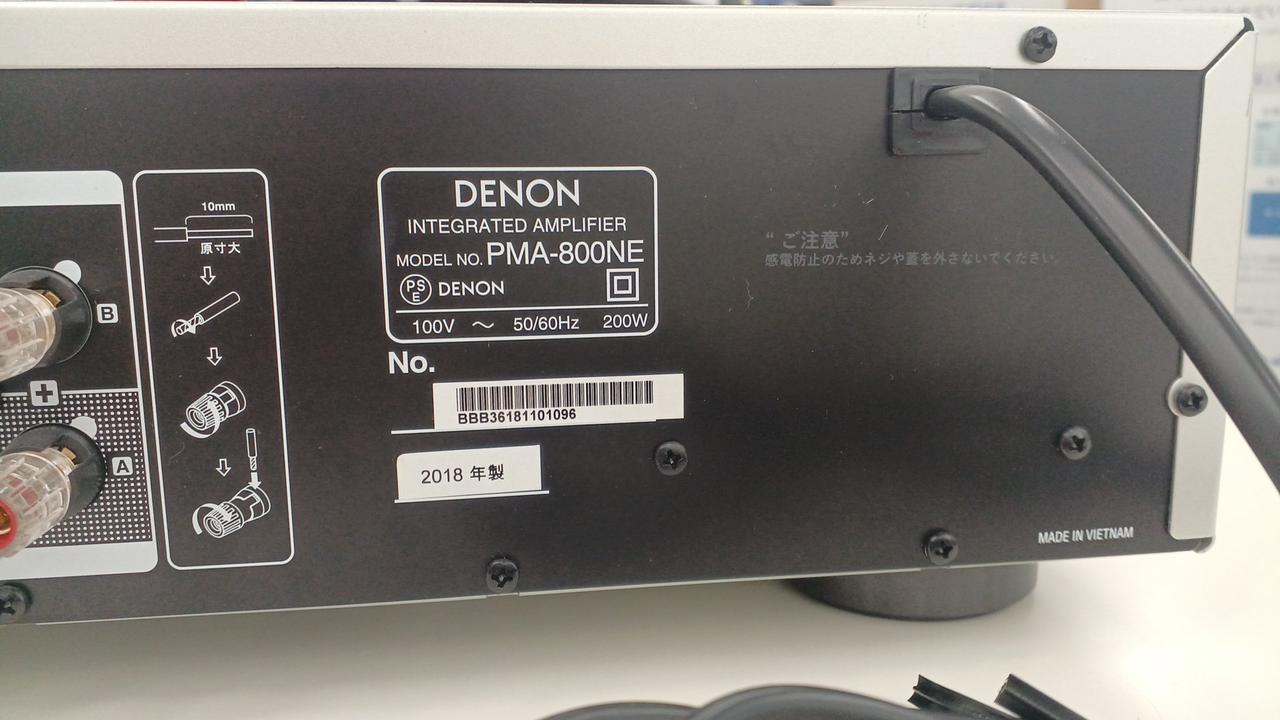 10mm
原寸大
B
A
DENON
INTEGRATED AMPLIFIER
MODEL NO. PMA-800NE
PS
E
DENON
100V ～ 50/60Hz 200W
No.
BBB36181101096
2018 年製
“ ご注意”
感電防止のためネジや蓋を外さないでください。
MADE IN VIETNAM